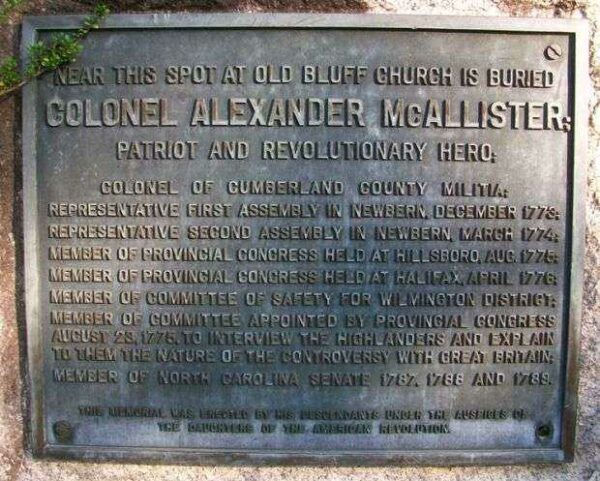 NEAR THIS SPOT AT OLD BLUFF CHURCH IS BURIED
COLONEL ALEXANDER McALLISTER;
PATRIOT AND REVOLUTIONARY HERO;
COLONEL OF CUMBERLAND COUNTY MILITIA;
REPRESENTATIVE FIRST ASSEMBLY IN NEWBERN, DECEMBER 1773;
REPRESENTATIVE SECOND ASSEMBLY IN NEWBERN, MARCH 1774;
MEMBER OF PROVINCIAL CONGRESS HELD AT HILLSBORO, AUG. 1775;
MEMBER OF PROVINCIAL CONGRESS HELD AT HALIFAX, APRIL 1776;
MEMBER OF COMMITTEE OF SAFETY FOR WILMINGTON DISTRICT;
MEMBER OF COMMITTEE APPOINTED BY PROVINCIAL CONGRESS
AUGUST 23, 1775, TO INTERVIEW THE HIGHLANDERS AND EXPLAIN
TO THEM THE NATURE OF THE CONTROVERSY WITH GREAT BRITAIN;
MEMBER OF NORTH CAROLINA SENATE 1787, 1788 AND 1789.
THIS MEMORIAL WAS ERECTED BY HIS DESCENDANTS UNDER THE AUSPICES OF
THE DAUGHTERS OF THE AMERICAN REVOLUTION.